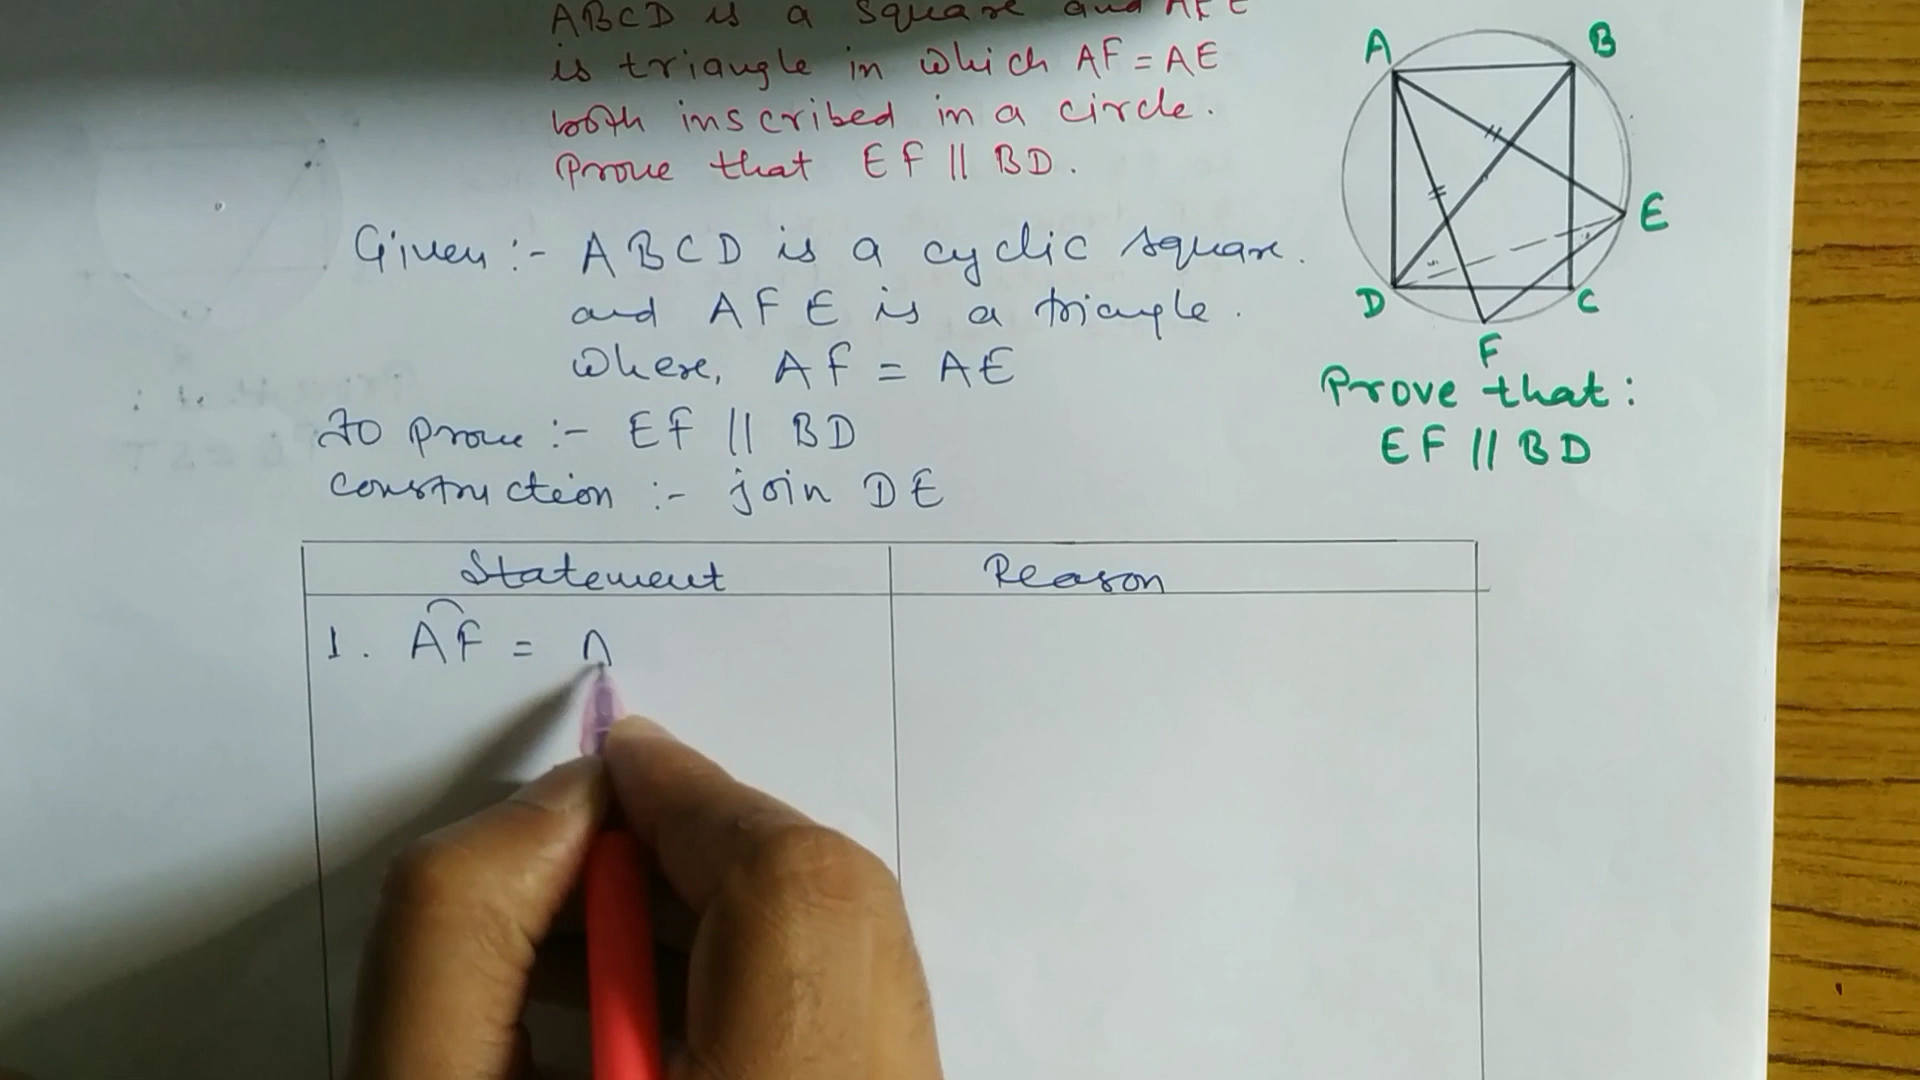 ABCD is a square and AFE
is triangle in which AF = AE
both inscribed in a circle.
Prove that EF || BD.
Given :- ABCD is a cyclic square.
and AFE is a triangle.
where, AF = AE
To prove :- EF || BD
construction :- join DE
Statement Reason
1. AF = A
A B
E
D C
F
Prove that:
EF || BD